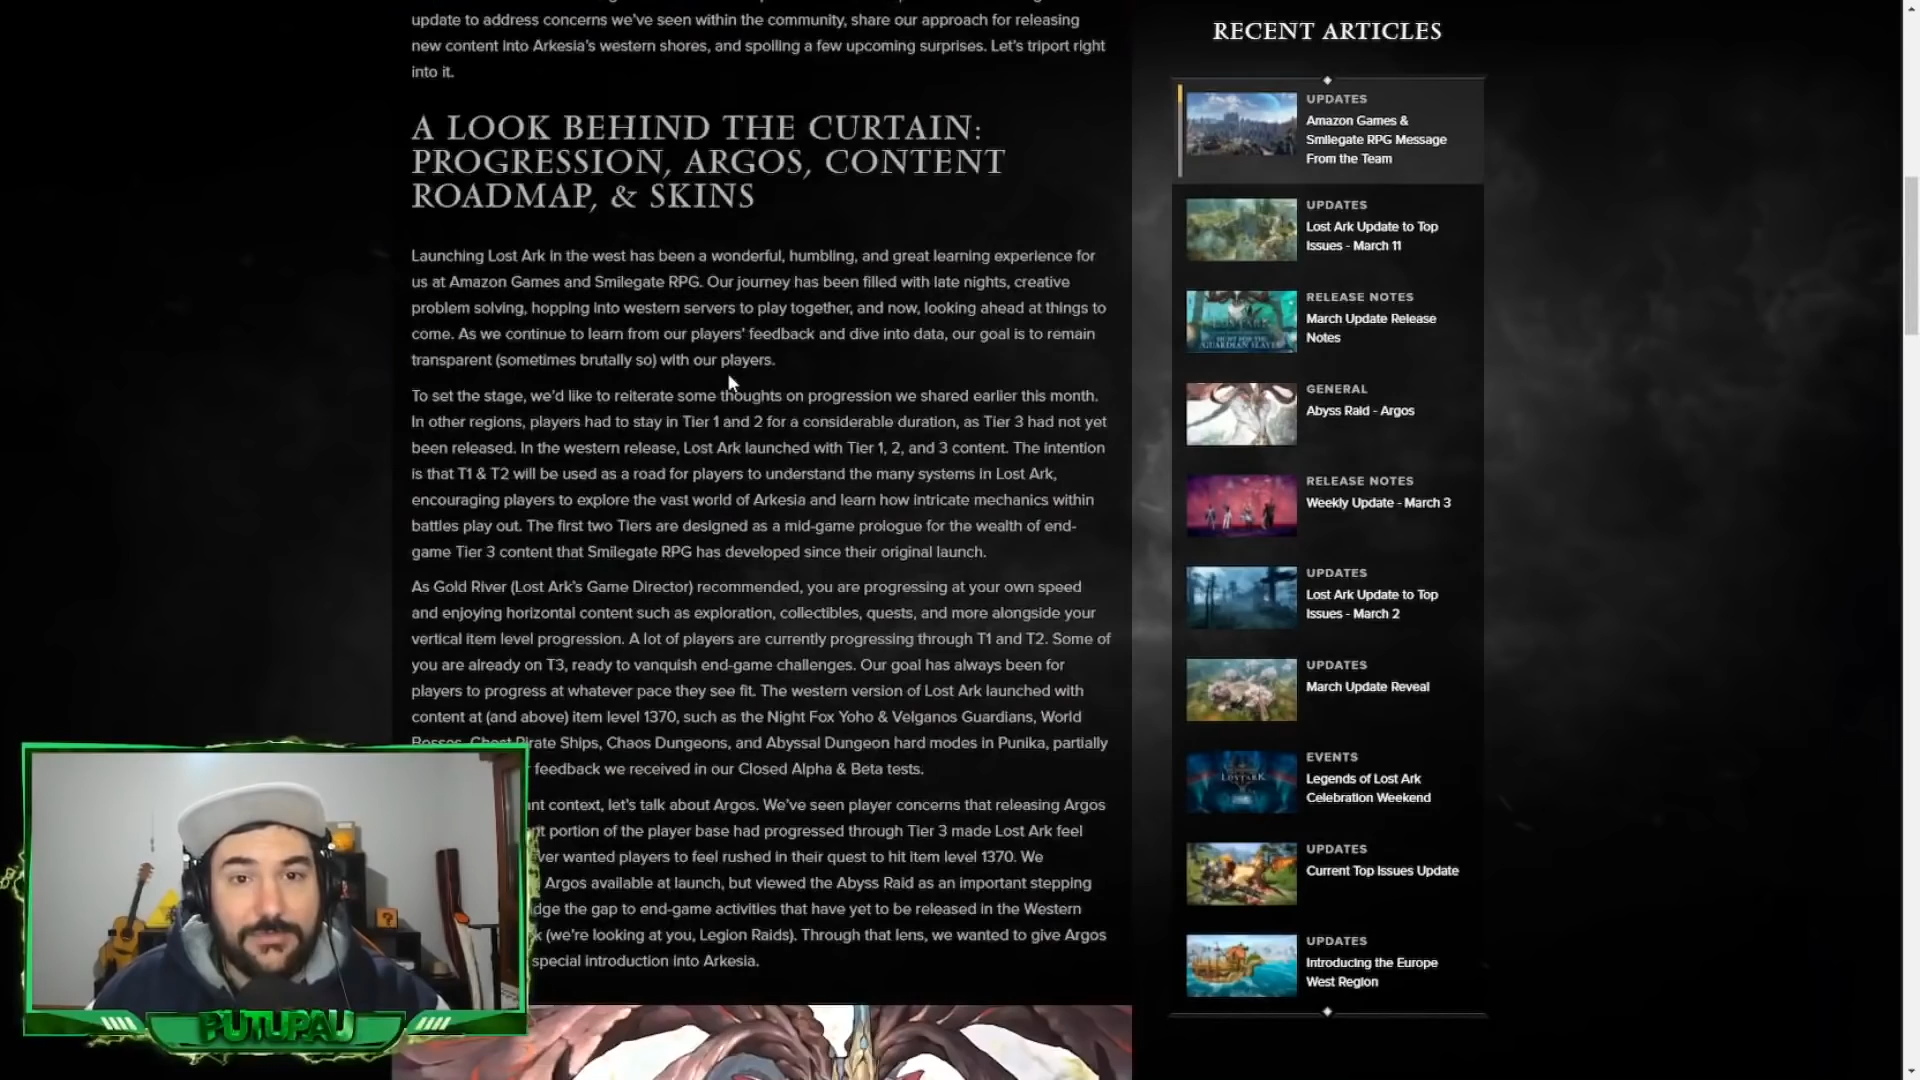 update to address concerns we've seen within the community, share our approach for releasing
new content into Arkesia's western shores, and spoiling a few upcoming surprises. Let's triport right
into it.
A LOOK BEHIND THE CURTAIN:
PROGRESSION, ARGOS, CONTENT
ROADMAP, & SKINS
Launching Lost Ark in the west has been a wonderful, humbling, and great learning experience for
us at Amazon Games and Smilegate RPG. Our journey has been filled with late nights, creative
problem solving, hopping into western servers to play together, and now, looking ahead at things to
come. As we continue to learn from our players' feedback and dive into data, our goal is to remain
transparent (sometimes brutally so) with our players.
To set the stage, we'd like to reiterate some thoughts on progression we shared earlier this month.
In other regions, players had to stay in Tier 1 and 2 for a considerable duration, as Tier 3 had not yet
been released. In the western release, Lost Ark launched with Tier 1, 2, and 3 content. The intention
is that T1 & T2 will be used as a road for players to understand the many systems in Lost Ark,
encouraging players to explore the vast world of Arkesia and learn how intricate mechanics within
battles play out. The first two Tiers are designed as a mid-game prologue for the wealth of end-
game Tier 3 content that Smilegate RPG has developed since their original launch.
As Gold River (Lost Ark's Game Director) recommended, you are progressing at your own speed
and enjoying horizontal content such as exploration, collectibles, quests, and more alongside your
vertical item level progression. A lot of players are currently progressing through T1 and T2. Some of
you are already on T3, ready to vanquish end-game challenges. Our goal has always been for
players to progress at whatever pace they see fit. The western version of Lost Ark launched with
content at (and above) item level 1370, such as the Night Fox Yoho & Velganos Guardians, World
Bosses, Ghost Pirate Ships, Chaos Dungeons, and Abyssal Dungeon hard modes in Punika, partially
feedback we received in our Closed Alpha & Beta tests.
nt context, let's talk about Argos. We've seen player concerns that releasing Argos
nt portion of the player base had progressed through Tier 3 made Lost Ark feel
ver wanted players to feel rushed in their quest to hit item level 1370. We
Argos available at launch, but viewed the Abyss Raid as an important stepping
dge the gap to end-game activities that have yet to be released in the Western
k (we're looking at you, Legion Raids). Through that lens, we wanted to give Argos
special introduction into Arkesia.
PUTUPAU
RECENT ARTICLES
UPDATES
Amazon Games &
Smilegate RPG Message
From the Team
UPDATES
Lost Ark Update to Top
Issues - March 11
RELEASE NOTES
March Update Release
Notes
GENERAL
Abyss Raid - Argos
RELEASE NOTES
Weekly Update - March 3
UPDATES
Lost Ark Update to Top
Issues - March 2
UPDATES
March Update Reveal
EVENTS
Legends of Lost Ark
Celebration Weekend
UPDATES
Current Top Issues Update
UPDATES
Introducing the Europe
West Region